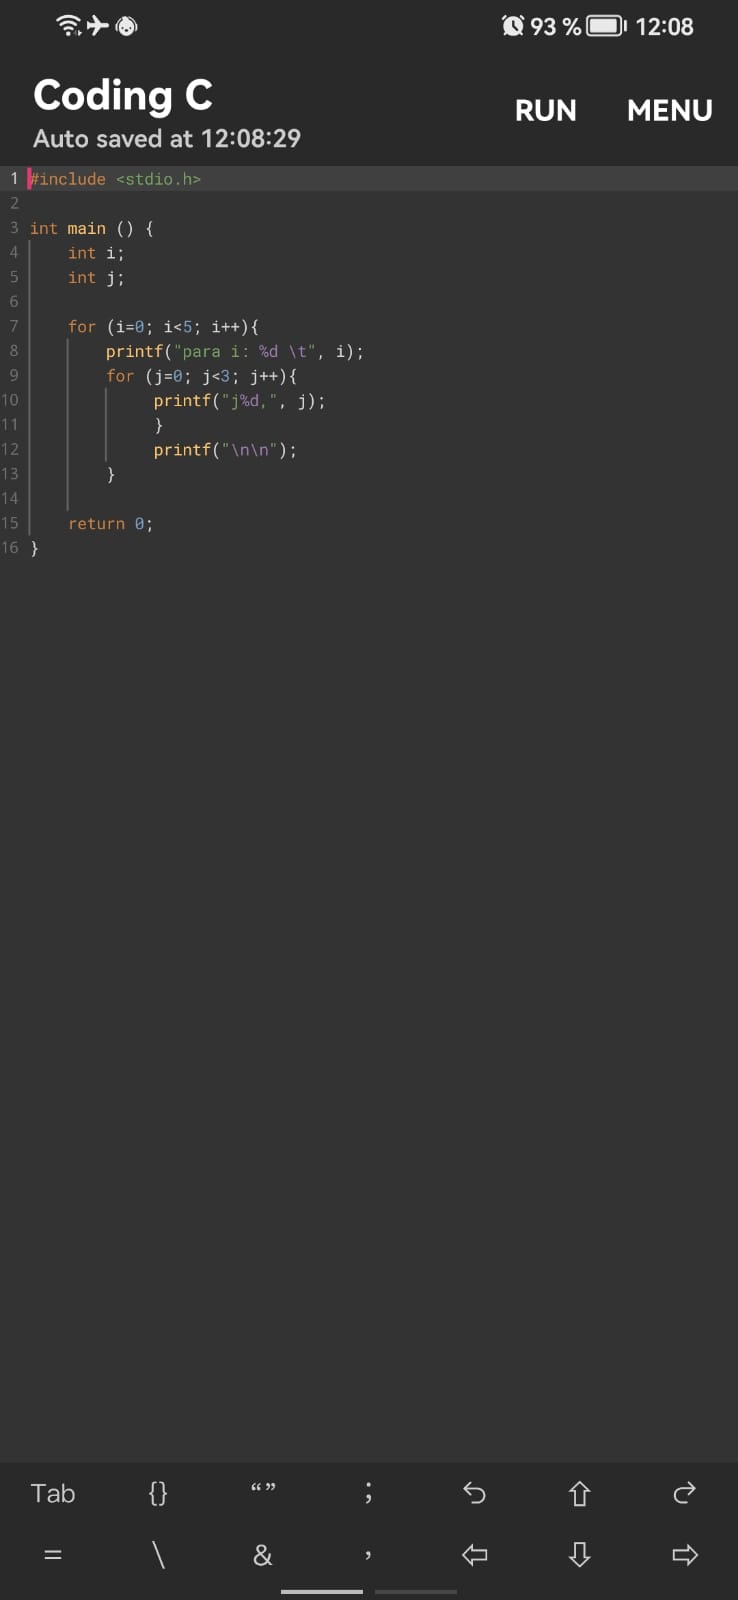 93 % 12:08
Coding C
RUN MENU
Auto saved at 12:08:29
1 #include <stdio.h>
2
3 int main () {
4     int i;
5     int j;
6
7     for (i=0; i<5; i++){
8         printf("para i: %d \t", i);
9         for (j=0; j<3; j++){
10             printf("j%d,", j);
11             }
12             printf("\n\n");
13         }
14
15     return 0;
16 }
Tab {} “” ;
= \ & ,